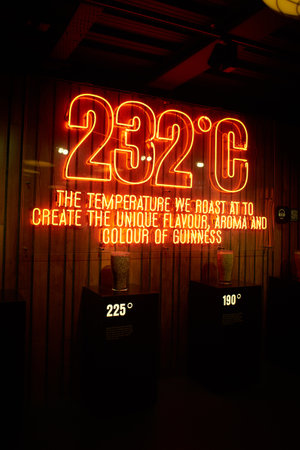 232°C
THE TEMPERATURE WE ROAST AT TO
CREATE THE UNIQUE FLAVOUR, AROMA AND
COLOUR OF GUINNESS
225°
190°